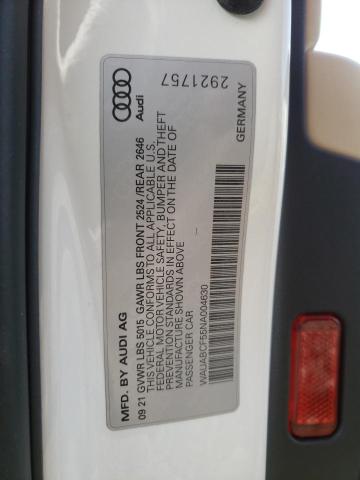 MFD. BY AUDI AG
09 21 GVWR LBS 5015 GAWR LBS FRONT 2524 /REAR 2646
THIS VEHICLE CONFORMS TO ALL APPLICABLE U.S.
FEDERAL MOTOR VEHICLE SAFETY, BUMPER AND THEFT
PREVENTION STANDARDS IN EFFECT ON THE DATE OF
MANUFACTURE SHOWN ABOVE
PASSENGER CAR
WAUABCF55NA004630
Audi
2921757
GERMANY